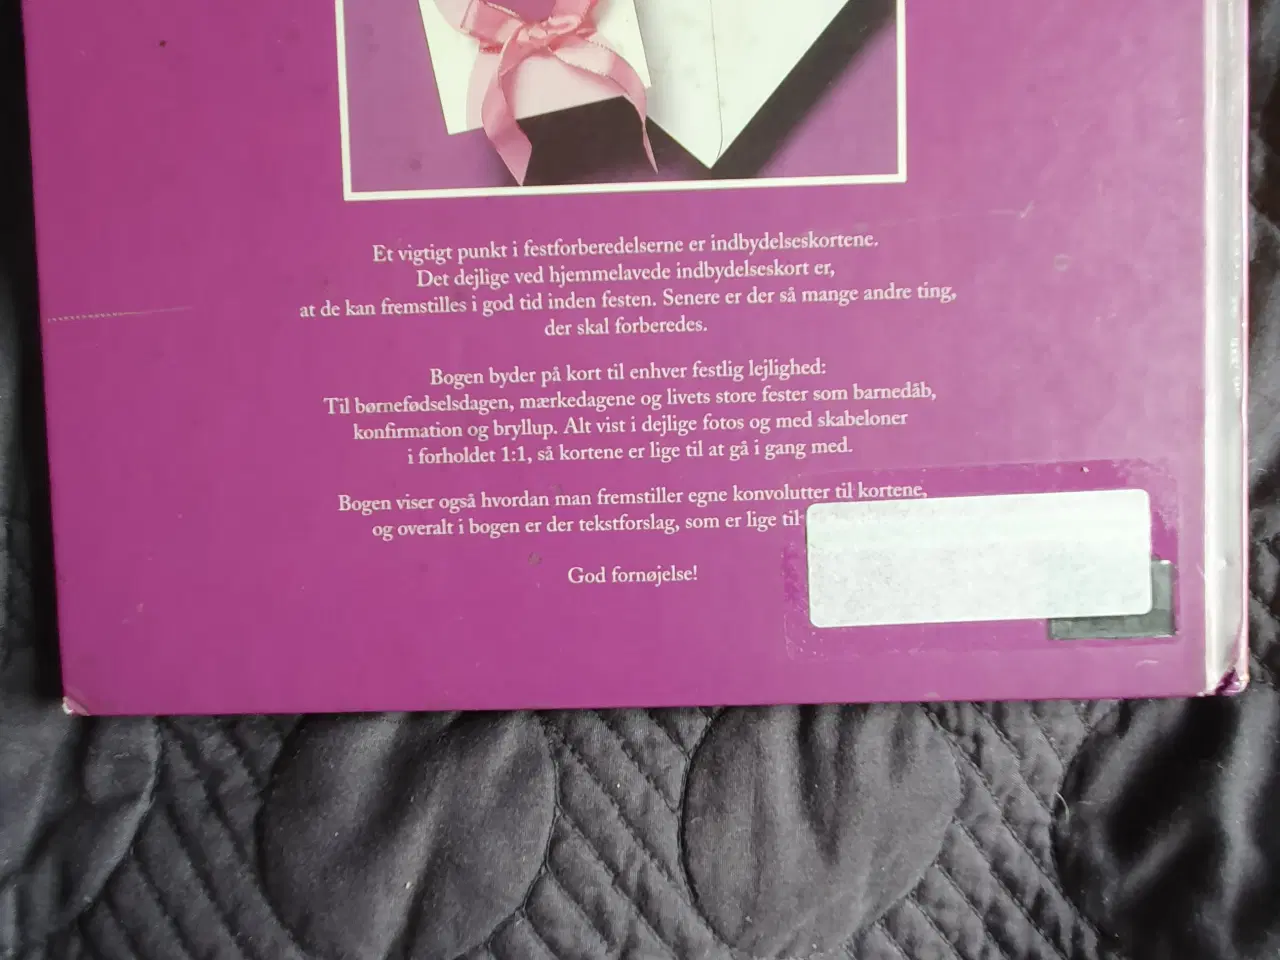 Et vigtigt punkt i festforberedelserne er indbydelseskortene.
Det dejlige ved hjemmelavede indbydelseskort er,
at de kan fremstilles i god tid inden festen. Senere er der så mange andre ting,
der skal forberedes.
Bogen byder på kort til enhver festlig lejlighed:
Til børnefødselsdagen, mærkedagene og livets store fester som barnedåb,
konfirmation og bryllup. Alt vist i dejlige fotos og med skabeloner
i forholdet 1:1, så kortene er lige til at gå i gang med.
Bogen viser også hvordan man fremstiller egne konvolutter til kortene,
og overalt i bogen er der tekstforslag, som er lige til
God fornøjelse!